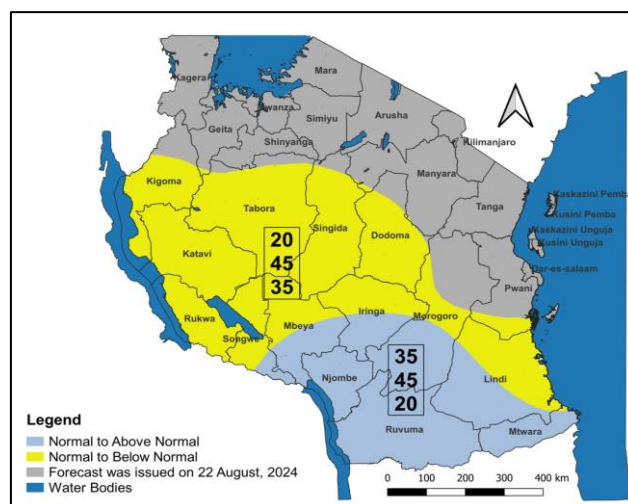 Kagera
Mara
Mwanza
Simiyu
Arusha
Geita
Shinyanga
Kilimanjaro
Kigoma
Manyara
Kaskazini Pemba
Tabora
Tanga
Kusini Pemba
Singida
Dodoma
Kaskazini Unguja
Kusini Unguja
Katavi
20
45
35
Dar-es-salaam
Pwani
Rukwa
Iringa
Morogoro
Mbeya
Songwe
35
45
20
Njombe
Lindi
Ruvuma
Mtwara
Legend
Normal to Above Normal
Normal to Below Normal
Forecast was issued on 22 August, 2024
Water Bodies
0 100 200 300 400 km